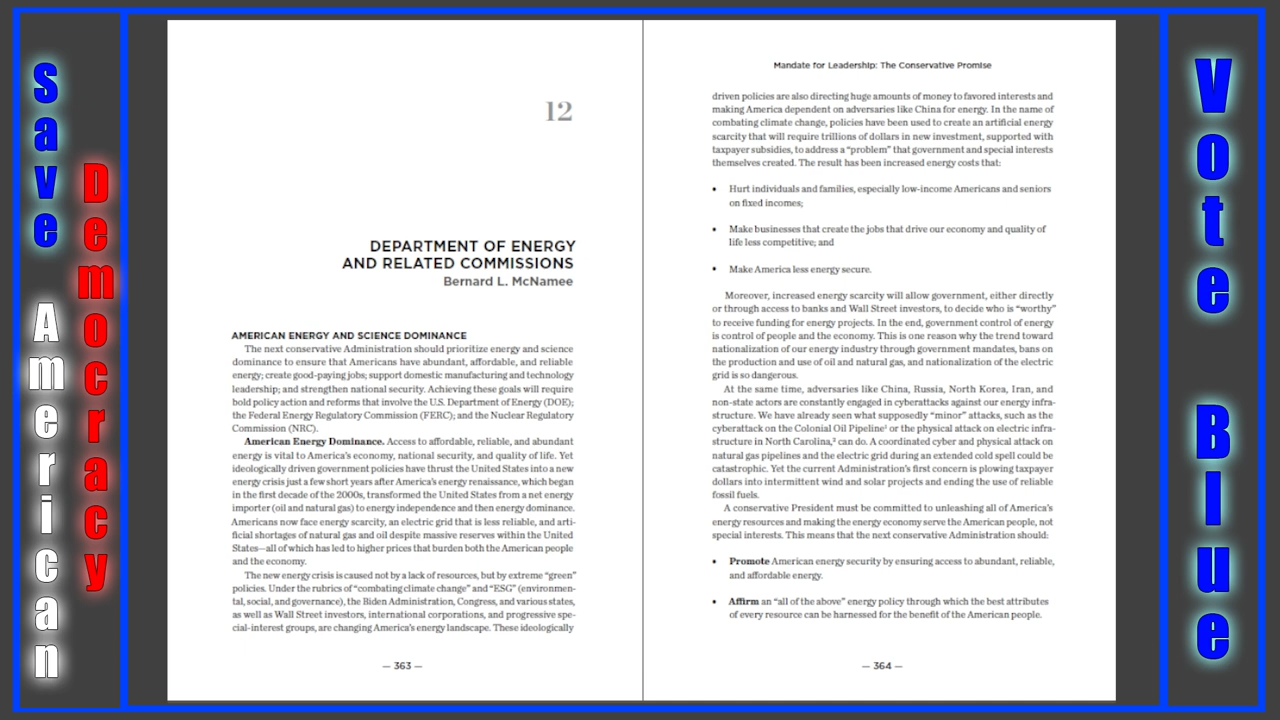 Save American
Democracy
12
DEPARTMENT OF ENERGY
AND RELATED COMMISSIONS
Bernard L. McNamee
AMERICAN ENERGY AND SCIENCE DOMINANCE
The next conservative Administration should prioritize energy and science
dominance to ensure that Americans have abundant, affordable, and reliable
energy; create good-paying jobs; support domestic manufacturing and technology
leadership; and strengthen national security. Achieving these goals will require
bold policy action and reforms that involve the U.S. Department of Energy (DOE);
the Federal Energy Regulatory Commission (FERC); and the Nuclear Regulatory
Commission (NRC).
American Energy Dominance. Access to affordable, reliable, and abundant
energy is vital to America's economy, national security, and quality of life. Yet
ideologically driven government policies have thrust the United States into a new
energy crisis just a few short years after America's energy renaissance, which began
in the first decade of the 2000s, transformed the United States from a net energy
importer (oil and natural gas) to energy independence and then energy dominance.
Americans now face energy scarcity, an electric grid that is less reliable, and arti-
ficial shortages of natural gas and oil despite massive reserves within the United
States—all of which has led to higher prices that burden both the American people
and the economy.
The new energy crisis is caused not by a lack of resources, but by extreme “green”
policies. Under the rubrics of “combating climate change” and “ESG” (environmen-
tal, social, and governance), the Biden Administration, Congress, and various states,
as well as Wall Street investors, international corporations, and progressive spe-
cial-interest groups, are changing America's energy landscape. These ideologically
— 363 —
Mandate for Leadership: The Conservative Promise
driven policies are also directing huge amounts of money to favored interests and
making America dependent on adversaries like China for energy. In the name of
combating climate change, policies have been used to create an artificial energy
scarcity that will require trillions of dollars in new investment, supported with
taxpayer subsidies, to address a “problem” that government and special interests
themselves created. The result has been increased energy costs that:
• Hurt individuals and families, especially low-income Americans and seniors
on fixed incomes;
• Make businesses that create the jobs that drive our economy and quality of
life less competitive; and
• Make America less energy secure.
Moreover, increased energy scarcity will allow government, either directly
or through access to banks and Wall Street investors, to decide who is “worthy”
to receive funding for energy projects. In the end, government control of energy
is control of people and the economy. This is one reason why the trend toward
nationalization of our energy industry through government mandates, bans on
the production and use of oil and natural gas, and nationalization of the electric
grid is so dangerous.
At the same time, adversaries like China, Russia, North Korea, Iran, and
non-state actors are constantly engaged in cyberattacks against our energy infra-
structure. We have already seen what supposedly “minor” attacks, such as the
cyberattack on the Colonial Oil Pipeline¹ or the physical attack on electric infra-
structure in North Carolina,² can do. A coordinated cyber and physical attack on
natural gas pipelines and the electric grid during an extended cold spell could be
catastrophic. Yet the current Administration's first concern is plowing taxpayer
dollars into intermittent wind and solar projects and ending the use of reliable
fossil fuels.
A conservative President must be committed to unleashing all of America's
energy resources and making the energy economy serve the American people, not
special interests. This means that the next conservative Administration should:
• Promote American energy security by ensuring access to abundant, reliable,
and affordable energy.
• Affirm an “all of the above” energy policy through which the best attributes
of every resource can be harnessed for the benefit of the American people.
— 364 —
Vote Blue